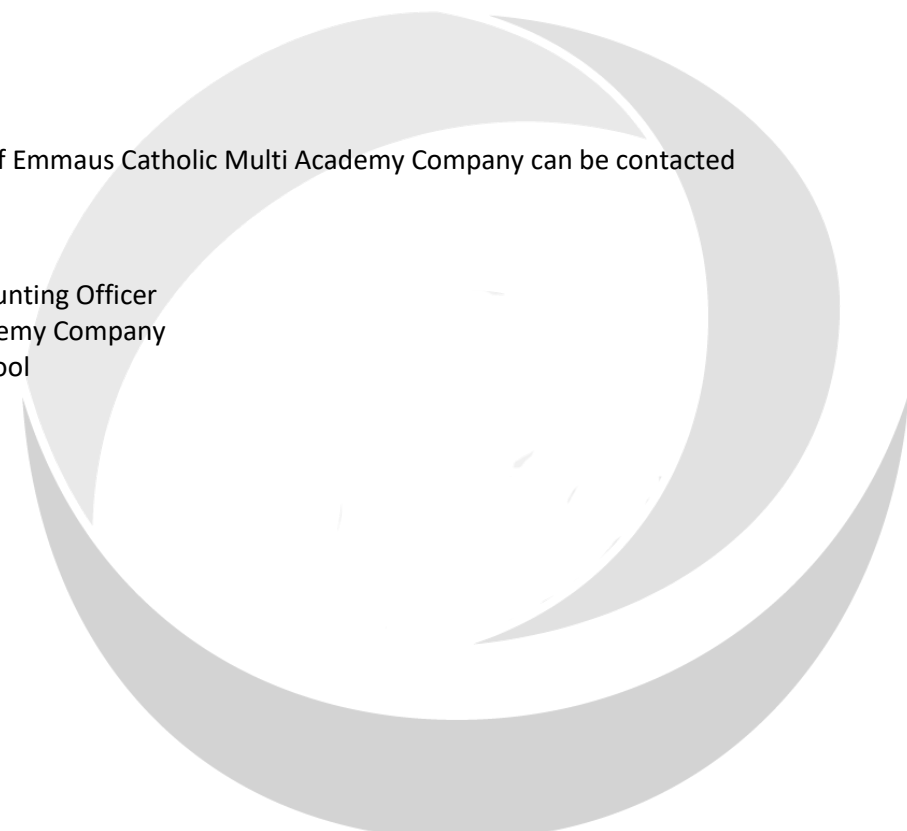 f Emmaus Catholic Multi Academy Company can be contacted
unting Officer
emy Company
ool